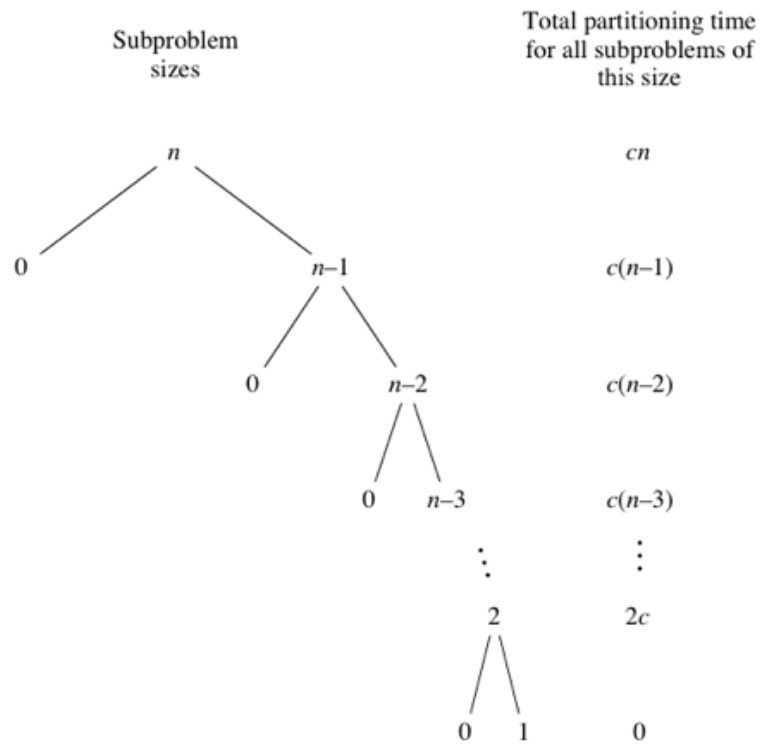 Subproblem
sizes
Total partitioning time
for all subproblems of
this size
n cn
0 n–1 c(n–1)
0 n–2 c(n–2)
0 n–3 c(n–3)
2 2c
0 1 0